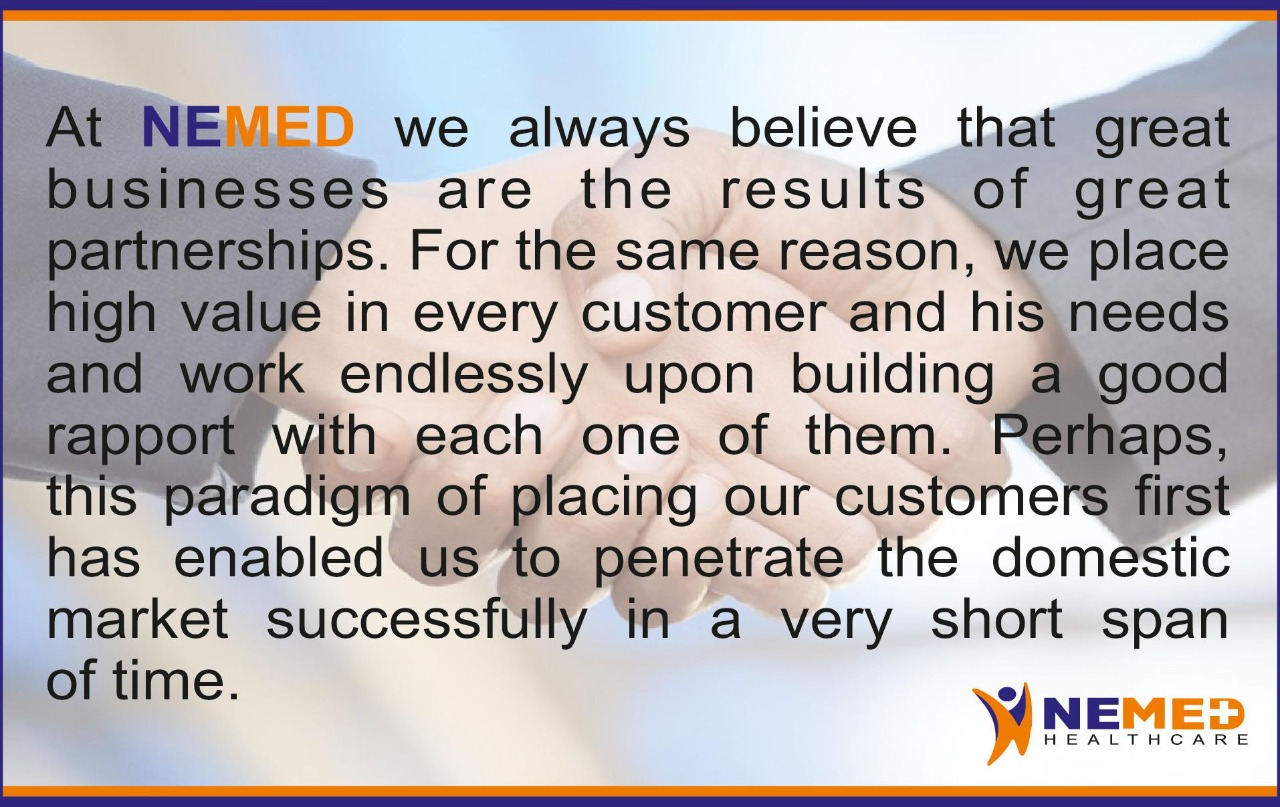 At NEMED we always believe that great
businesses are the results of great
partnerships. For the same reason, we place
high value in every customer and his needs
and work endlessly upon building a good
rapport with each one of them. Perhaps,
this paradigm of placing our customers first
has enabled us to penetrate the domestic
market successfully in a very short span
of time.
NEMED
HEALTHCARE